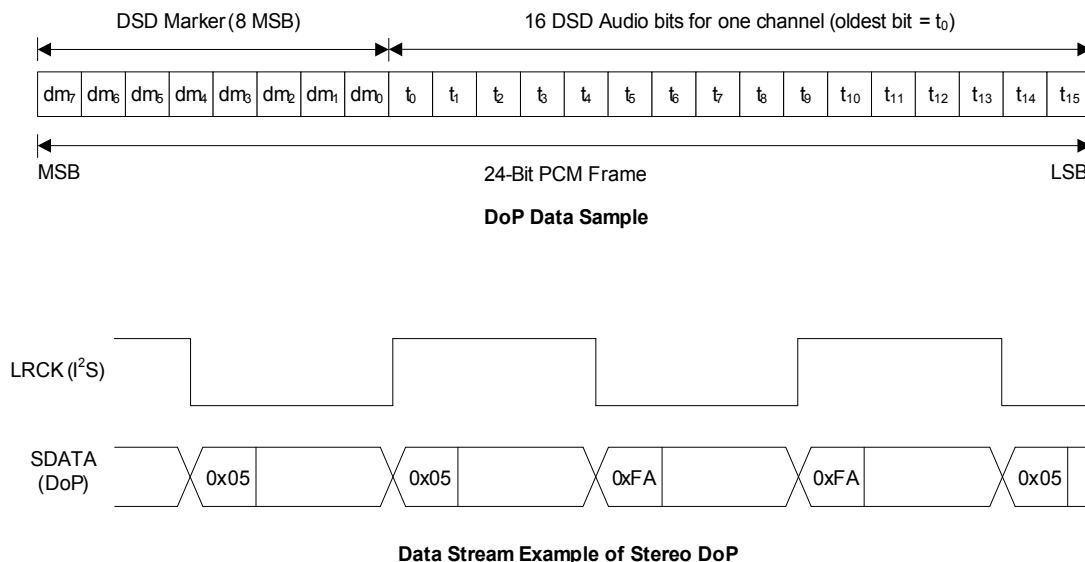 DSD Marker (8 MSB) 16 DSD Audio bits for one channel (oldest bit = t₀)
dm₇ dm₆ dm₅ dm₄ dm₃ dm₂ dm₁ dm₀ t₀ t₁ t₂ t₃ t₄ t₅ t₆ t₇ t₈ t₉ t₁₀ t₁₁ t₁₂ t₁₃ t₁₄ t₁₅
MSB 24-Bit PCM Frame LSB
DoP Data Sample
LRCK (I²S)
SDATA
(DoP)
0x05 0x05 0xFA 0xFA 0x05
Data Stream Example of Stereo DoP